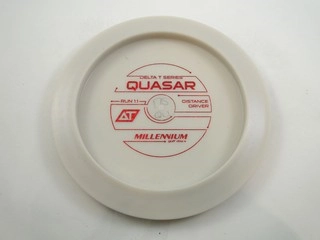 DELTA T SERIES
QUASAR
RUN 1.1
DISTANCE
DRIVER
ΔT
MILLENNIUM